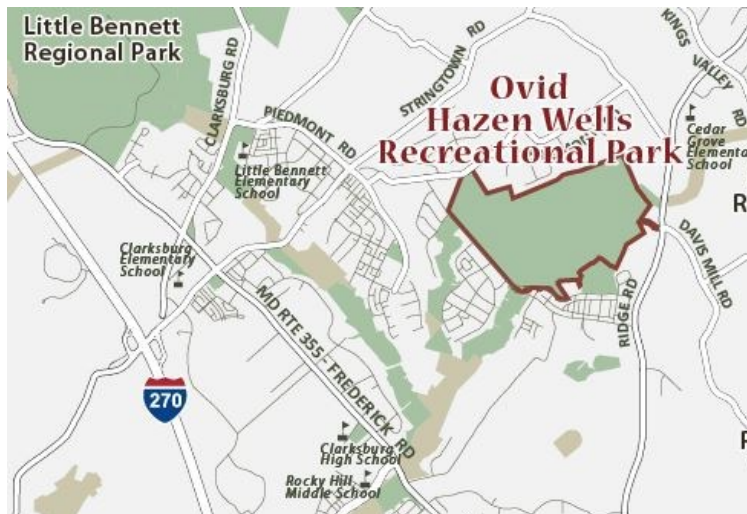 Little Bennett
Regional Park
CLARKSBURG RD
PIEDMONT RD
STRINGTOWN RD
KINGS VALLEY RD
Ovid
Hazen Wells
Recreational Park
Cedar
Grove
Elementa
School
Little Bennett
Elementary
School
Clarksburg
Elementary
School
R
DAVIS MILL RD
RIDGE RD
MD RTE 355 - FREDERICK RD
270
Clarksburg
High School
Rocky Hill
Middle School